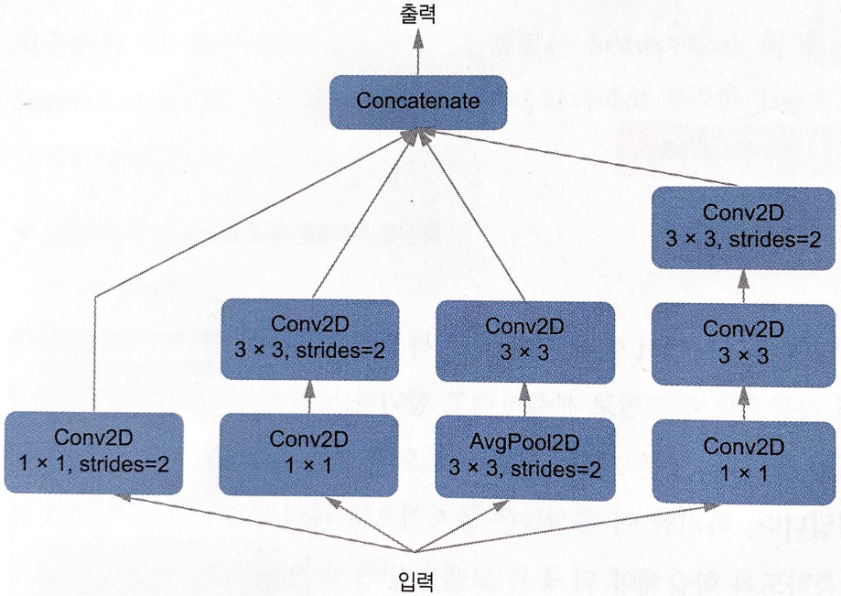 출력
Concatenate
Conv2D
3 × 3, strides=2
Conv2D
3 × 3, strides=2
Conv2D
3 × 3
Conv2D
3 × 3
Conv2D
1 × 1, strides=2
Conv2D
1 × 1
AvgPool2D
3 × 3, strides=2
Conv2D
1 × 1
입력